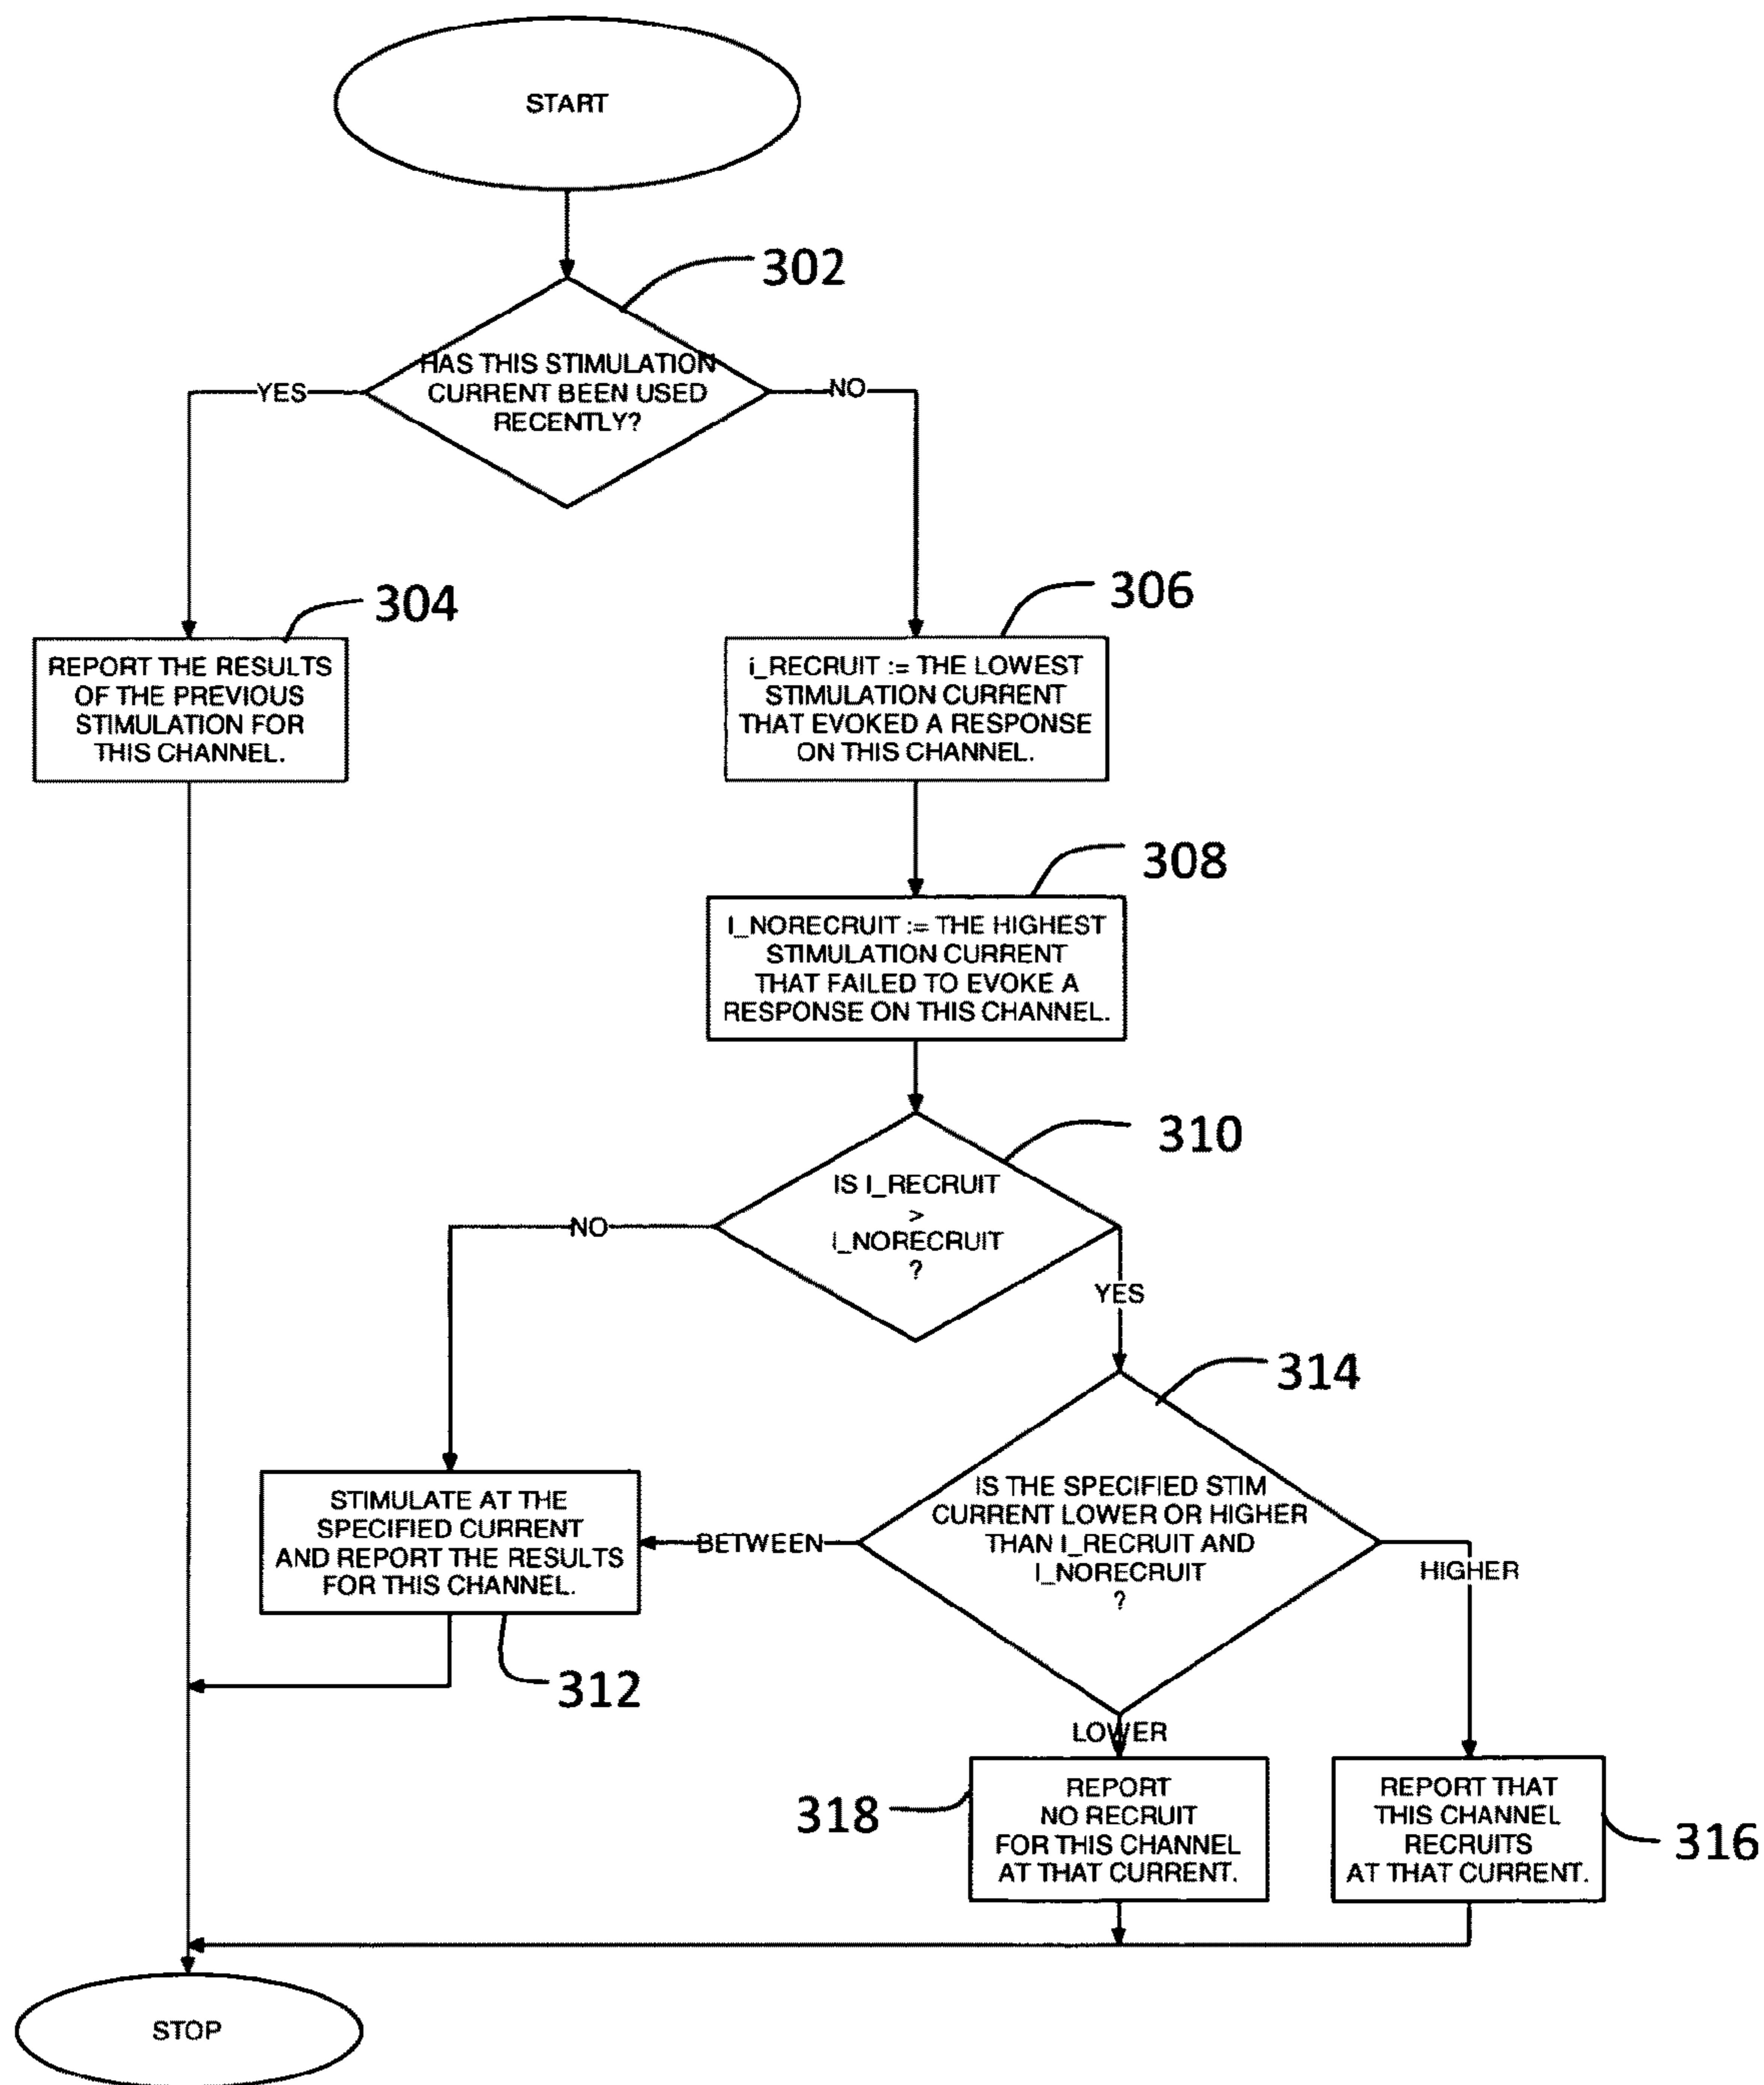 START
302
HAS THIS STIMULATION
CURRENT BEEN USED
RECENTLY?
YES
NO
304
REPORT THE RESULTS
OF THE PREVIOUS
STIMULATION FOR
THIS CHANNEL.
306
i_RECRUIT := THE LOWEST
STIMULATION CURRENT
THAT EVOKED A RESPONSE
ON THIS CHANNEL.
308
I_NORECRUIT := THE HIGHEST
STIMULATION CURRENT
THAT FAILED TO EVOKE A
RESPONSE ON THIS CHANNEL.
310
IS I_RECRUIT
>
I_NORECRUIT
?
NO
YES
314
IS THE SPECIFIED STIM
CURRENT LOWER OR HIGHER
THAN I_RECRUIT AND
I_NORECRUIT
?
BETWEEN
HIGHER
STIMULATE AT THE
SPECIFIED CURRENT
AND REPORT THE RESULTS
FOR THIS CHANNEL.
312
LOWER
318
REPORT
NO RECRUIT
FOR THIS CHANNEL
AT THAT CURRENT.
REPORT THAT
THIS CHANNEL
RECRUITS
AT THAT CURRENT.
316
STOP